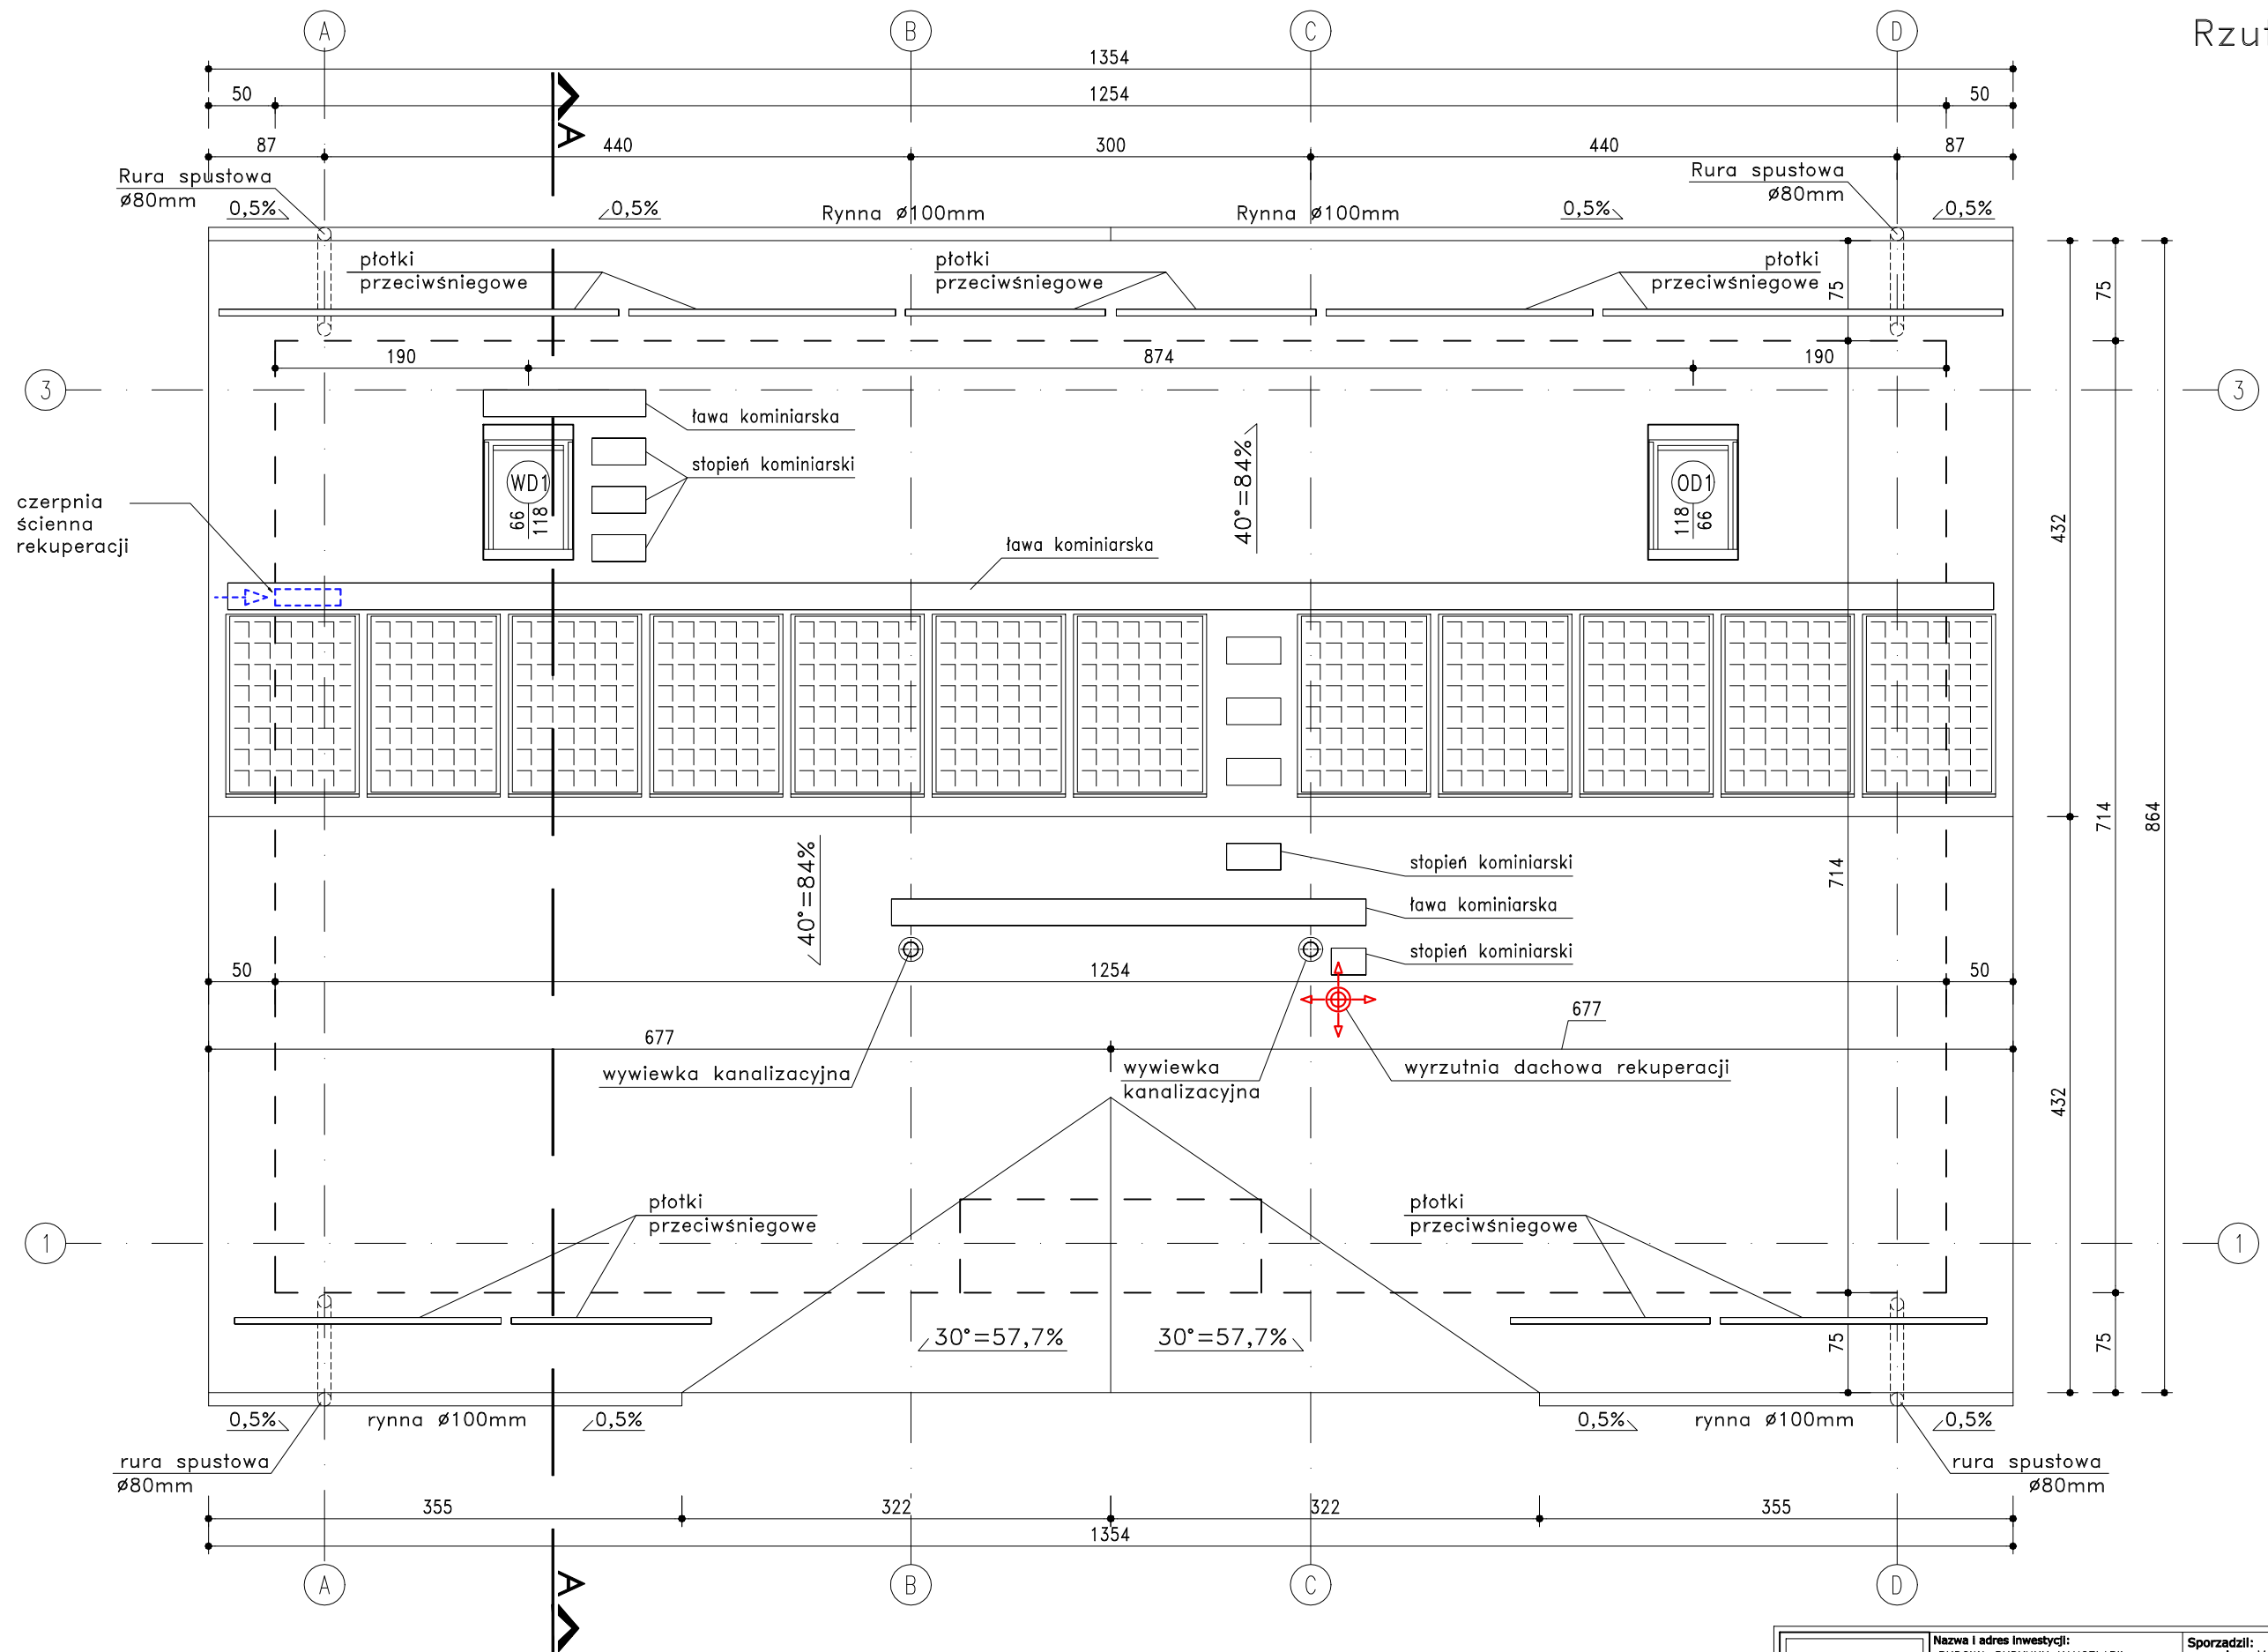 Rzut
A
B
C
D
1354
50
1254
50
87
440
300
440
87
A
Rura spustowa
ø80mm
Rura spustowa
ø80mm
0,5%
0,5%
Rynna ø100mm
Rynna ø100mm
0,5%
0,5%
płotki
przeciwśniegowe
płotki
przeciwśniegowe
płotki
przeciwśniegowe
75
75
190
874
190
3
3
ława kominiarska
stopień kominiarski
WD1
66
118
OD1
118
66
40°=84%
czerpnia
ścienna
rekuperacji
ława kominiarska
432
714
864
40°=84%
714
stopień kominiarski
ława kominiarska
stopień kominiarski
50
1254
50
677
677
wywiewka kanalizacyjna
wywiewka
kanalizacyjna
wyrzutnia dachowa rekuperacji
432
płotki
przeciwśniegowe
płotki
przeciwśniegowe
1
1
30°=57,7%
30°=57,7%
75
75
0,5%
rynna ø100mm
0,5%
0,5%
rynna ø100mm
0,5%
rura spustowa
ø80mm
rura spustowa
ø80mm
355
322
322
355
1354
A
B
C
D
A
Nazwa i adres inwestycji:
Sporządził: